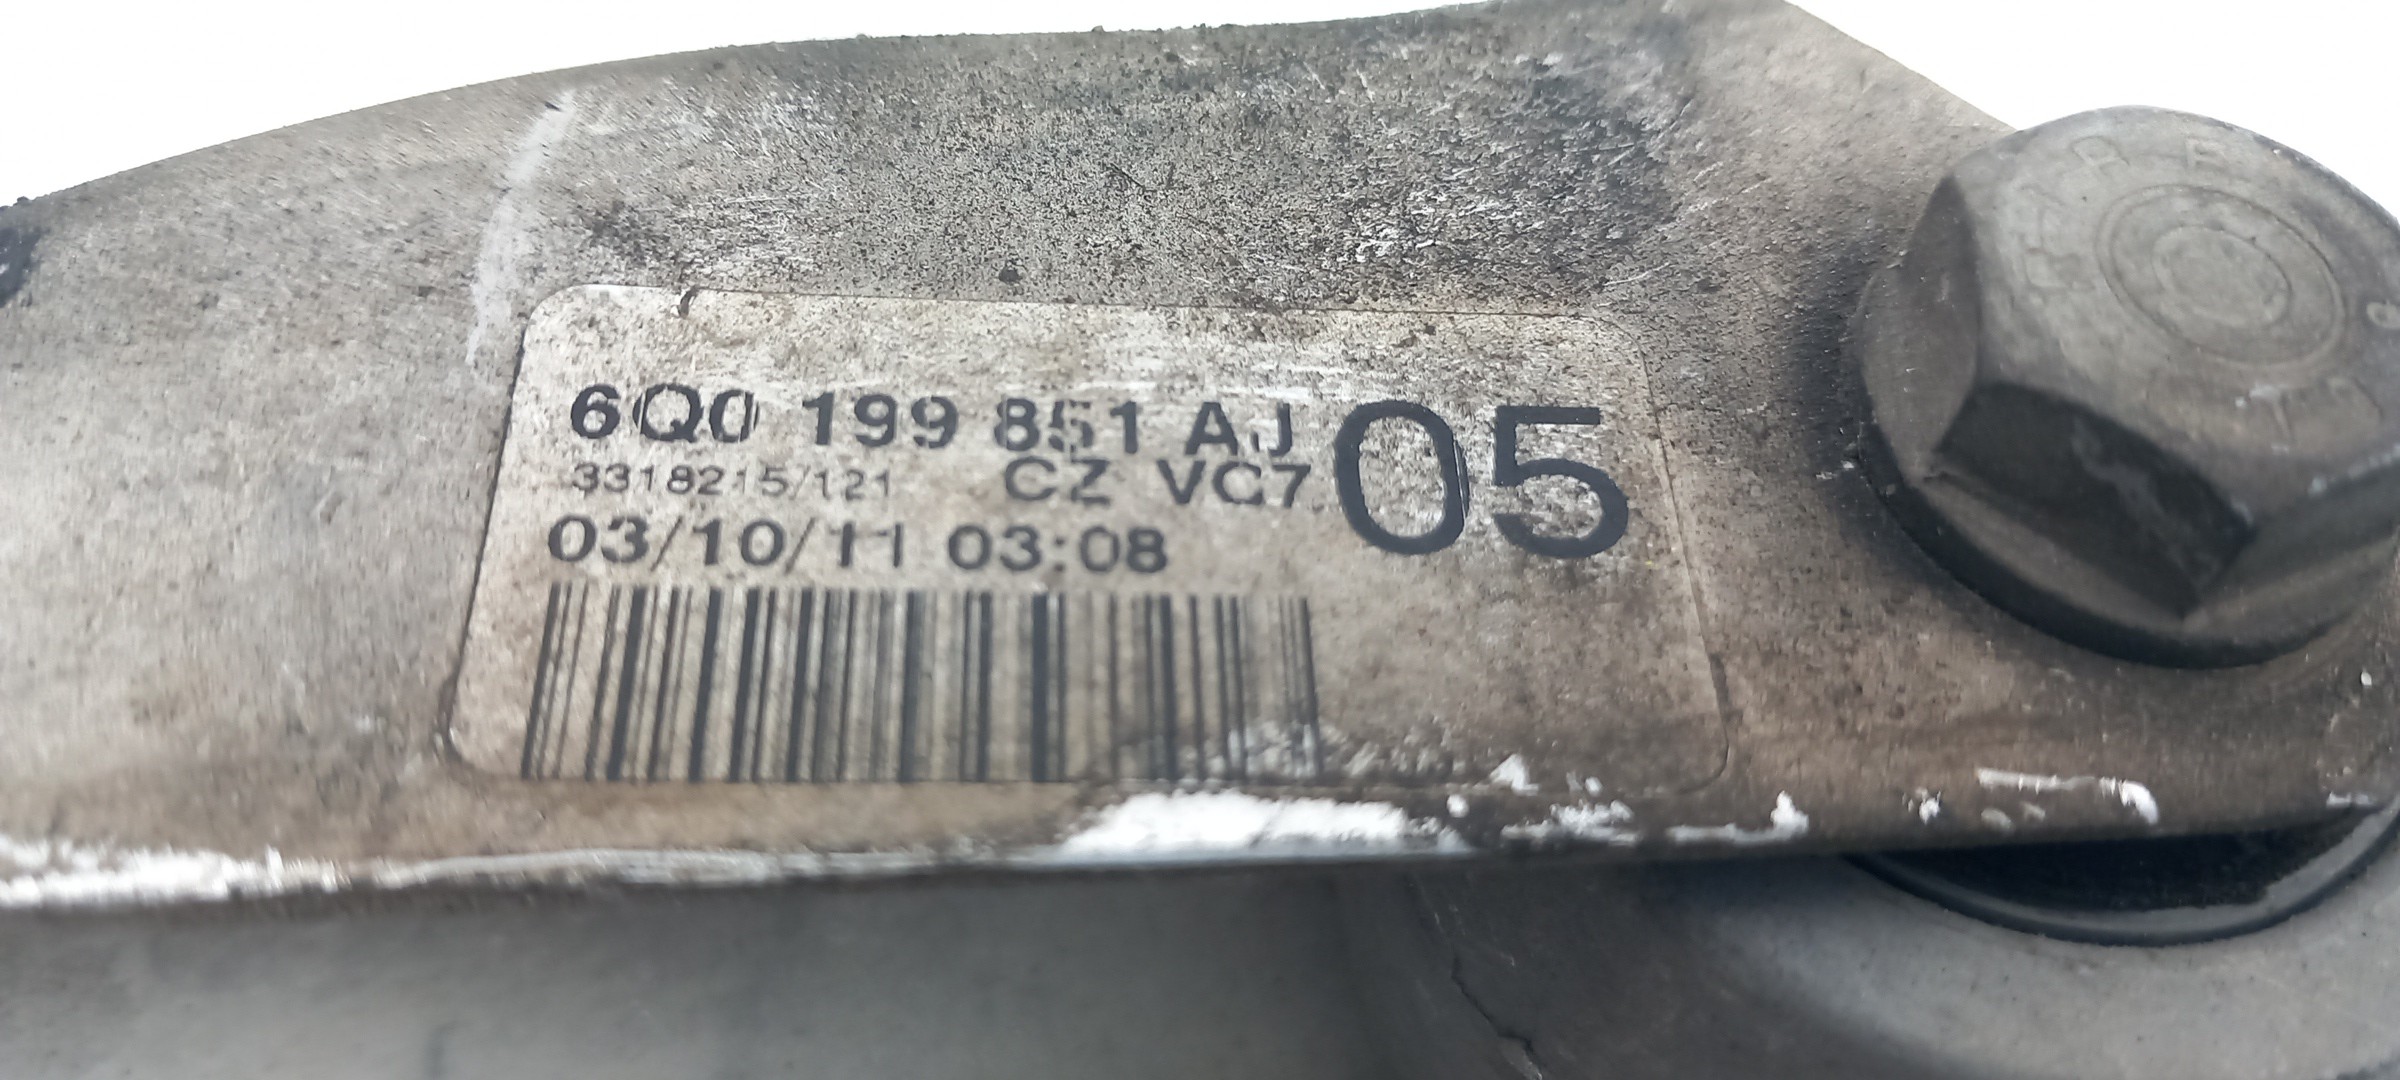 6Q0 199 851 AJ 05
3318215/121 CZ VC7
03/10/11 03:08